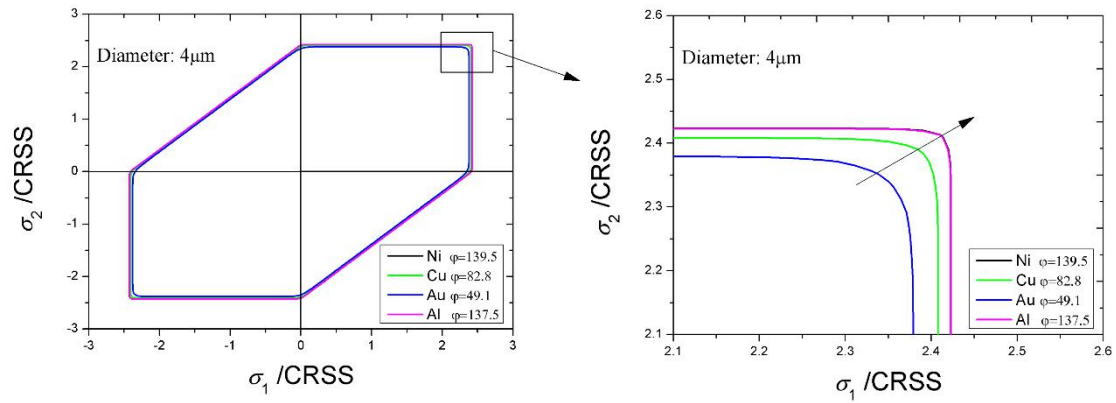 Diameter: 4μm
σ2 /CRSS
3
2
1
0
-1
-2
-3
-3 -2 -1 0 1 2 3
σ1 /CRSS
Ni φ=139.5
Cu φ=82.8
Au φ=49.1
Al φ=137.5
Diameter: 4μm
σ2 /CRSS
2.6
2.5
2.4
2.3
2.2
2.1
2.1 2.2 2.3 2.4 2.5 2.6
σ1 /CRSS
Ni φ=139.5
Cu φ=82.8
Au φ=49.1
Al φ=137.5